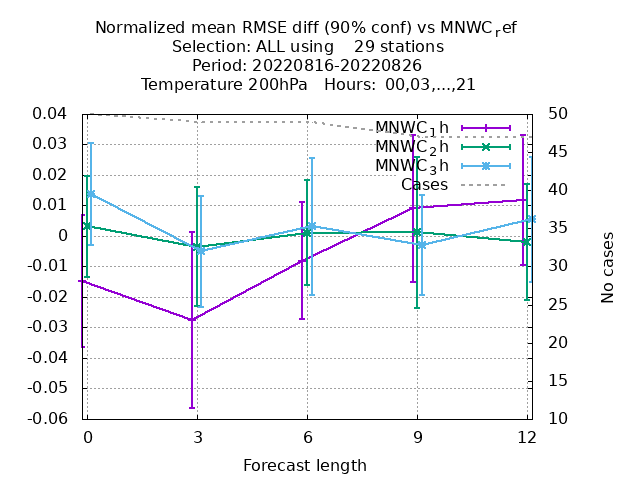 Normalized mean RMSE diff (90% conf) vs MNWC_ref
Selection: ALL using    29 stations
Period: 20220816-20220826
Temperature 200hPa   Hours:  00,03,...,21
MNWC_1h
MNWC_2h
MNWC_3h
Cases
0.04
0.03
0.02
0.01
0
-0.01
-0.02
-0.03
-0.04
-0.05
-0.06
50
45
40
35
30
25
20
15
10
No cases
0 3 6 9 12
Forecast length